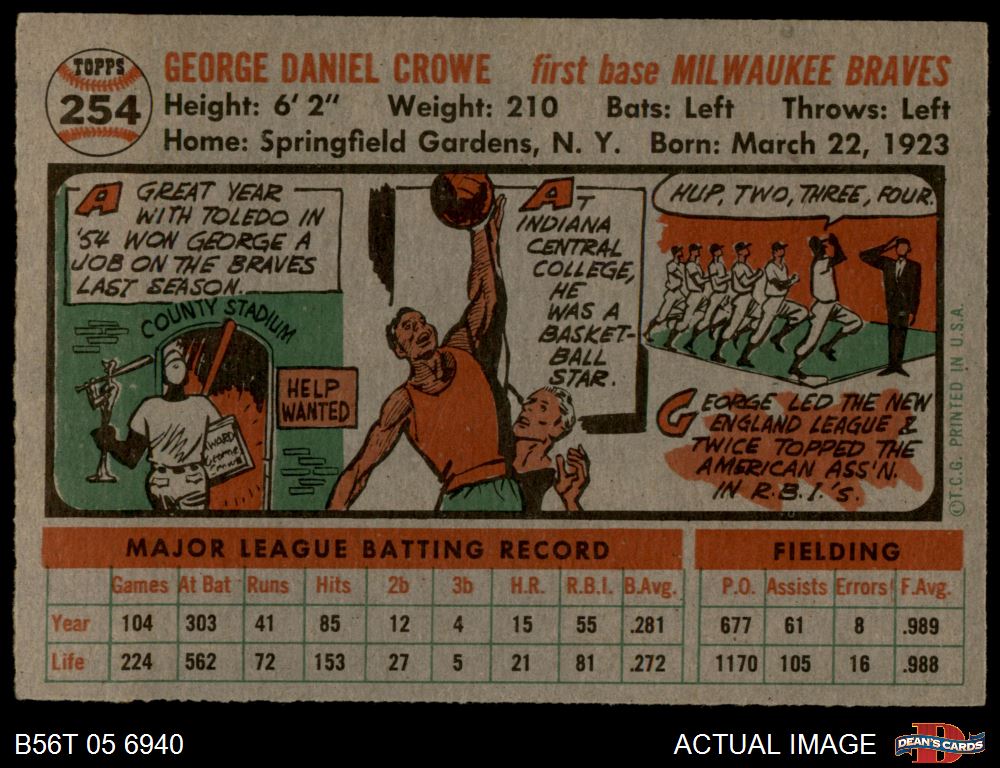 TOPPS
254
GEORGE DANIEL CROWE first base MILWAUKEE BRAVES
Height: 6' 2" Weight: 210 Bats: Left Throws: Left
Home: Springfield Gardens, N. Y. Born: March 22, 1923
A GREAT YEAR
WITH TOLEDO IN
'54 WON GEORGE A
JOB ON THE BRAVES
LAST SEASON.
COUNTY STADIUM
HELP
WANTED
AWARD
George
AT
INDIANA
CENTRAL
COLLEGE,
HE
WAS A
BASKET-
BALL
STAR.
HUP, TWO, THREE, FOUR.
GEORGE LED THE NEW
ENGLAND LEAGUE &
TWICE TOPPED THE
AMERICAN ASS'N.
IN R.B.I.'s.
©T.C.G. PRINTED IN U.S.A.
MAJOR LEAGUE BATTING RECORD FIELDING
Games At Bat Runs Hits 2b 3b H.R. R.B.I. B.Avg. P.O. Assists Errors F.Avg.
Year 104 303 41 85 12 4 15 55 .281 677 61 8 .989
Life 224 562 72 153 27 5 21 81 .272 1170 105 16 .988
B56T 05 6940
ACTUAL IMAGE
D
DEAN'S CARDS